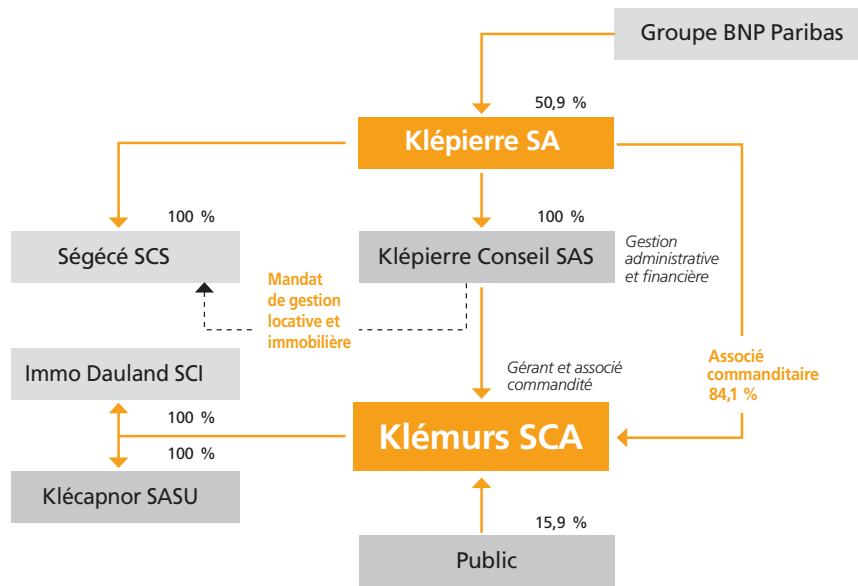 Groupe BNP Paribas
50,9 %
Klépierre SA
100 %
100 %
Ségécé SCS
Klépierre Conseil SAS
Gestion
administrative
et financière
Mandat
de gestion
locative et
immobilière
Immo Dauland SCI
Gérant et associé
commandité
Associé
commanditaire
84,1 %
100 %
Klémurs SCA
100 %
Klécapnor SASU
15,9 %
Public